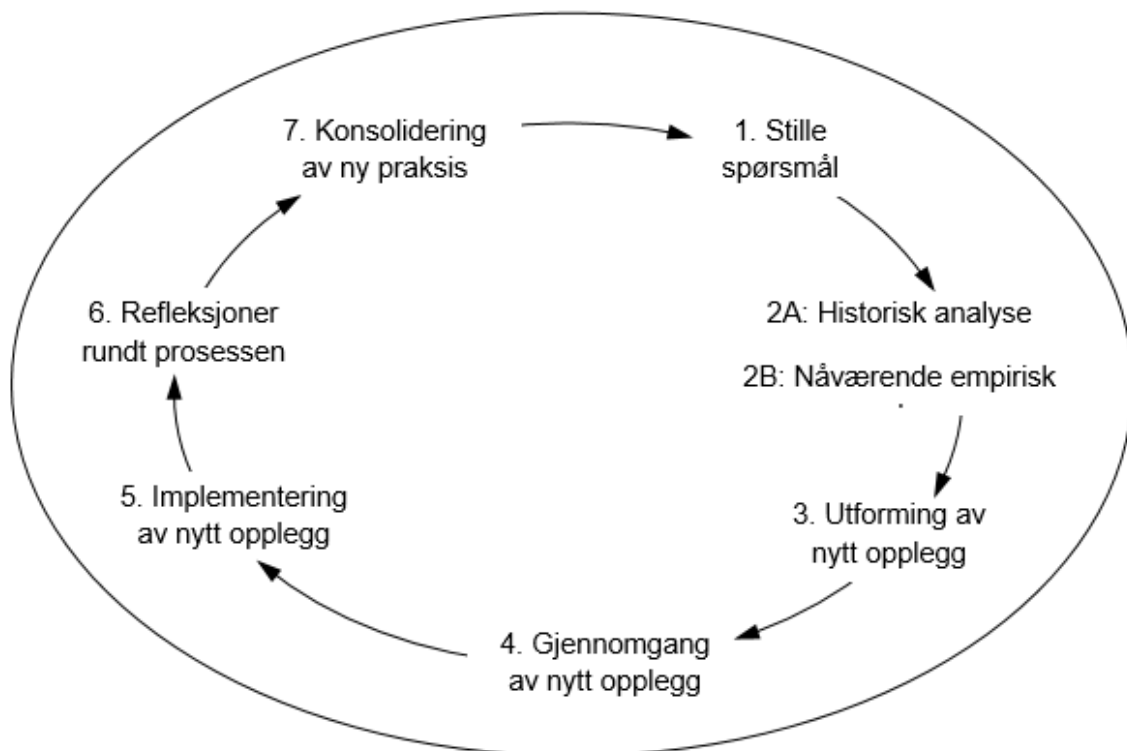 1. Stille
spørsmål
2A: Historisk analyse
2B: Nåværende empirisk
3. Utforming av
nytt opplegg
4. Gjennomgang
av nytt opplegg
5. Implementering
av nytt opplegg
6. Refleksjoner
rundt prosessen
7. Konsolidering
av ny praksis